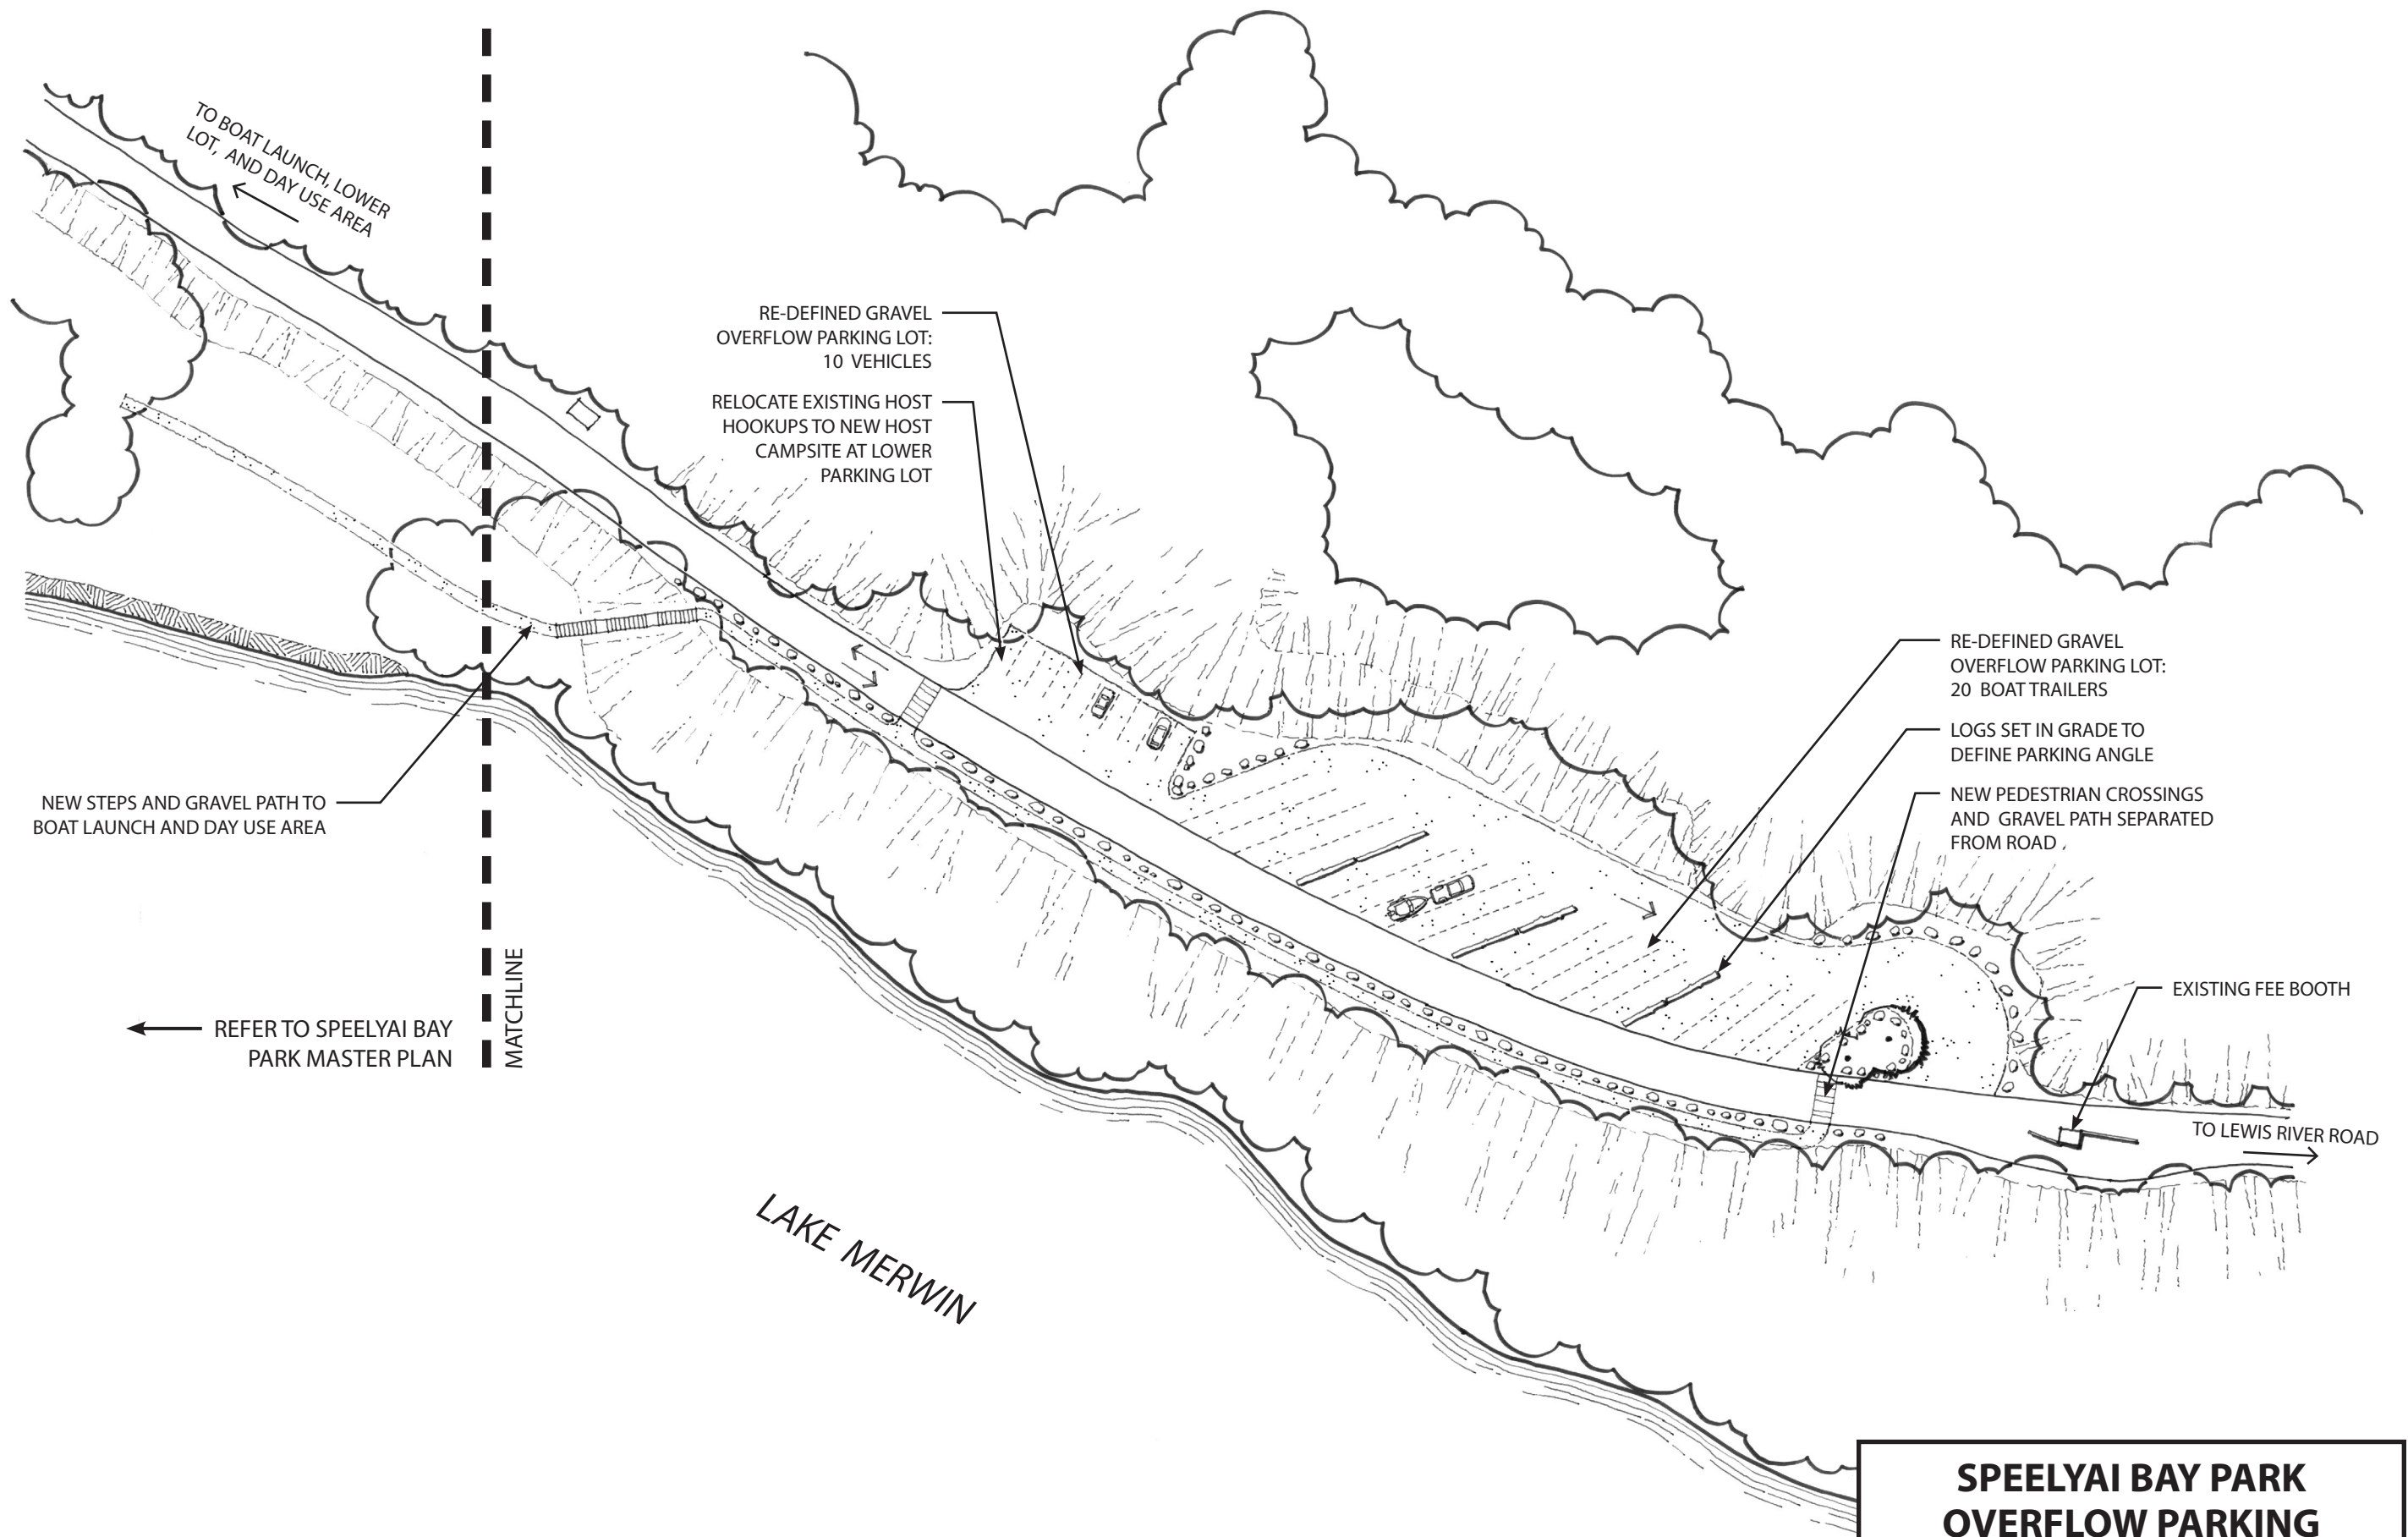 TO BOAT LAUNCH, LOWER
LOT, AND DAY USE AREA
RE-DEFINED GRAVEL
OVERFLOW PARKING LOT:
10 VEHICLES
RELOCATE EXISTING HOST
HOOKUPS TO NEW HOST
CAMPSITE AT LOWER
PARKING LOT
RE-DEFINED GRAVEL
OVERFLOW PARKING LOT:
20 BOAT TRAILERS
LOGS SET IN GRADE TO
DEFINE PARKING ANGLE
NEW PEDESTRIAN CROSSINGS
AND GRAVEL PATH SEPARATED
FROM ROAD
NEW STEPS AND GRAVEL PATH TO
BOAT LAUNCH AND DAY USE AREA
EXISTING FEE BOOTH
MATCHLINE
REFER TO SPEELYAI BAY
PARK MASTER PLAN
TO LEWIS RIVER ROAD
LAKE MERWIN
SPEELYAI BAY PARK
OVERFLOW PARKING